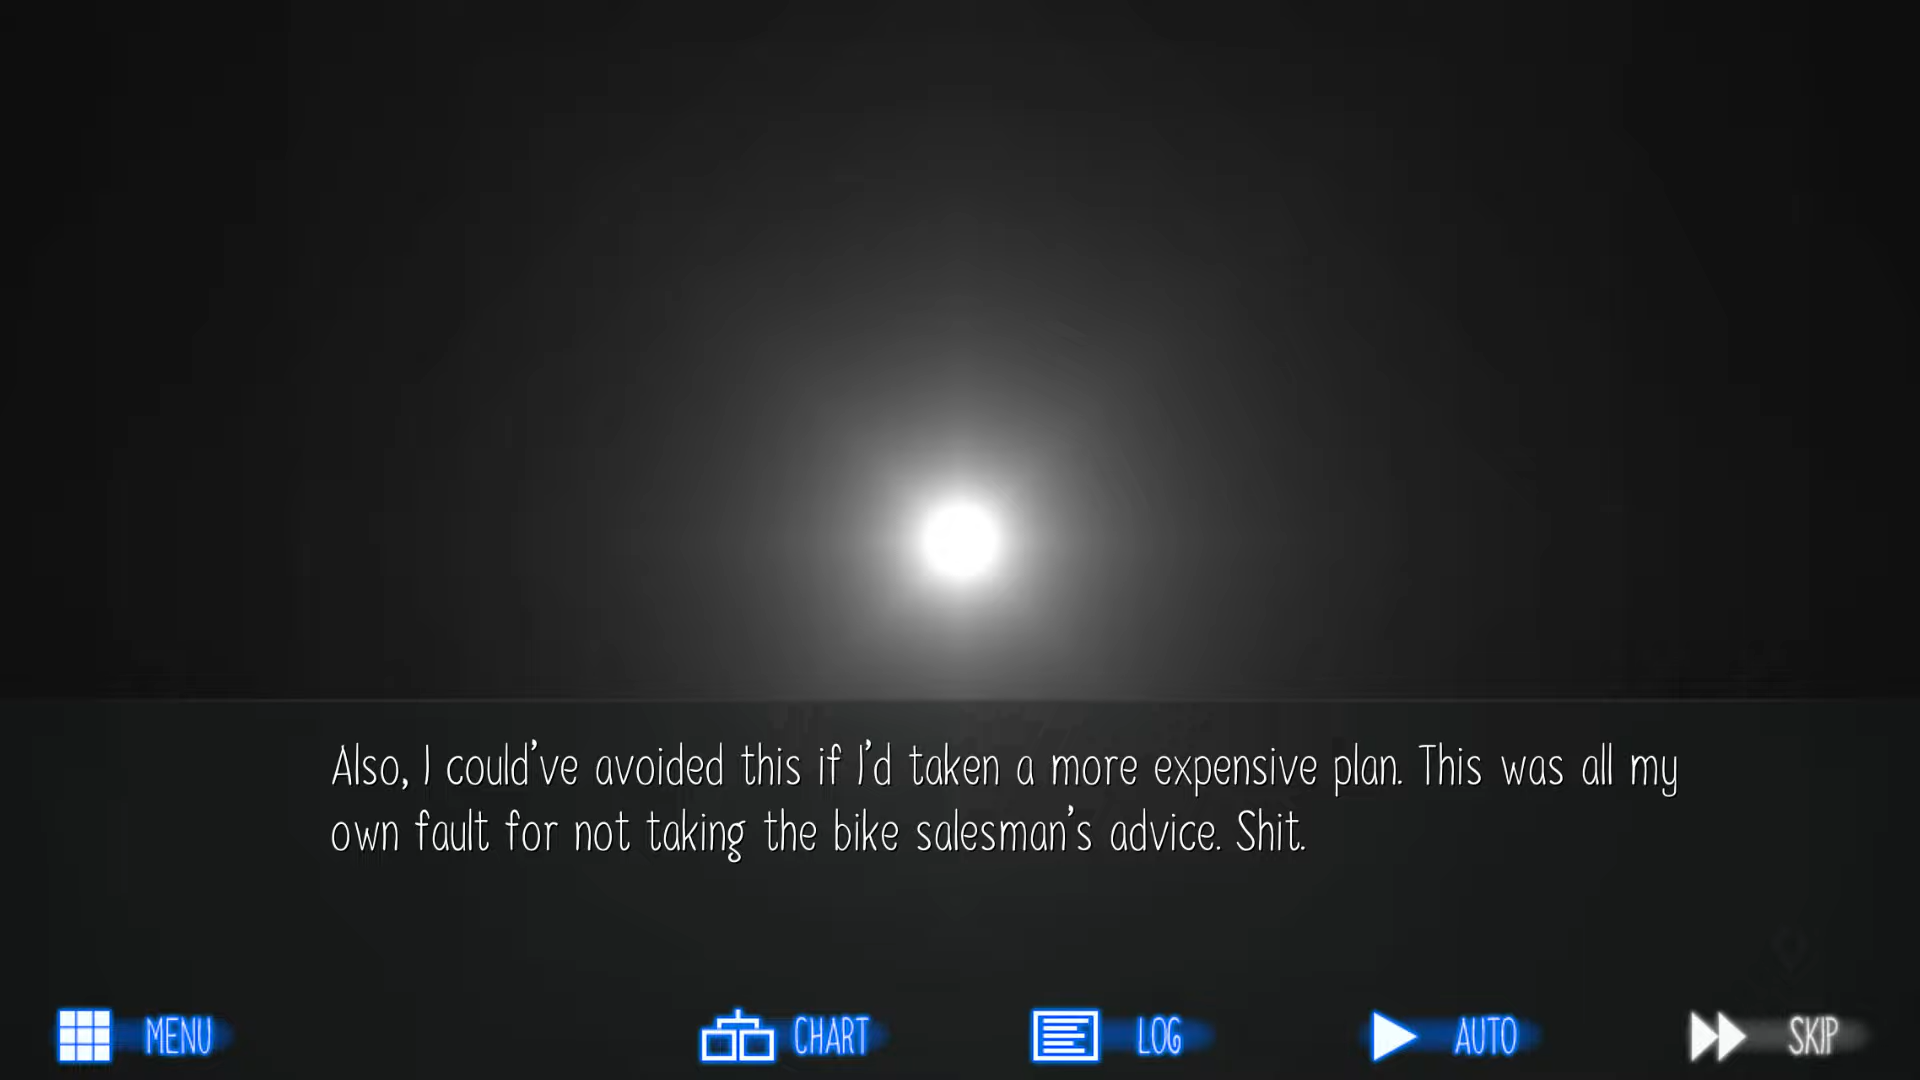 Also, I could've avoided this if I'd taken a more expensive plan. This was all my
own fault for not taking the bike salesman's advice. Shit.
MENU CHART LOG AUTO SKIP